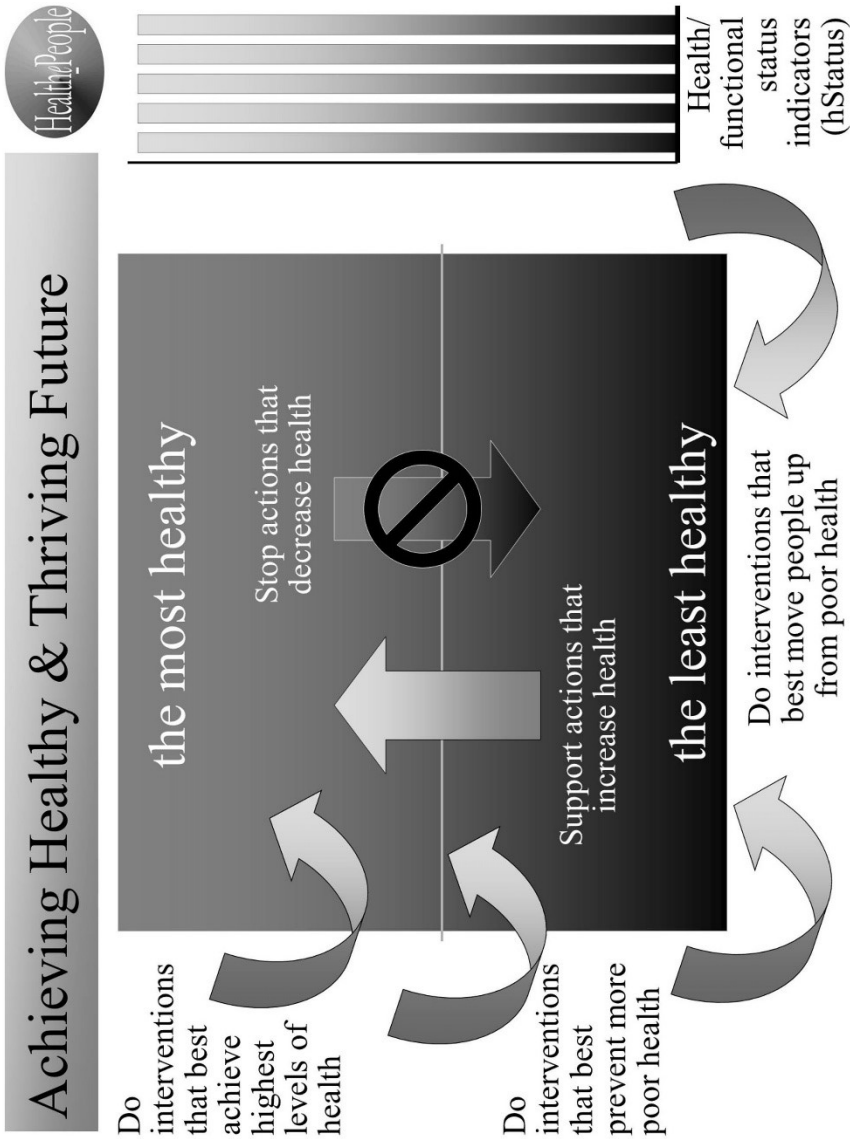 Achieving Healthy & Thriving Future
HealthePeople
the most healthy
Stop actions that
decrease health
Support actions that
increase health
the least healthy
Do
interventions
that best
achieve
highest
levels of
health
Do
interventions
that best
prevent more
poor health
Do interventions that
best move people up
from poor health
Health/
functional
status
indicators
(hStatus)